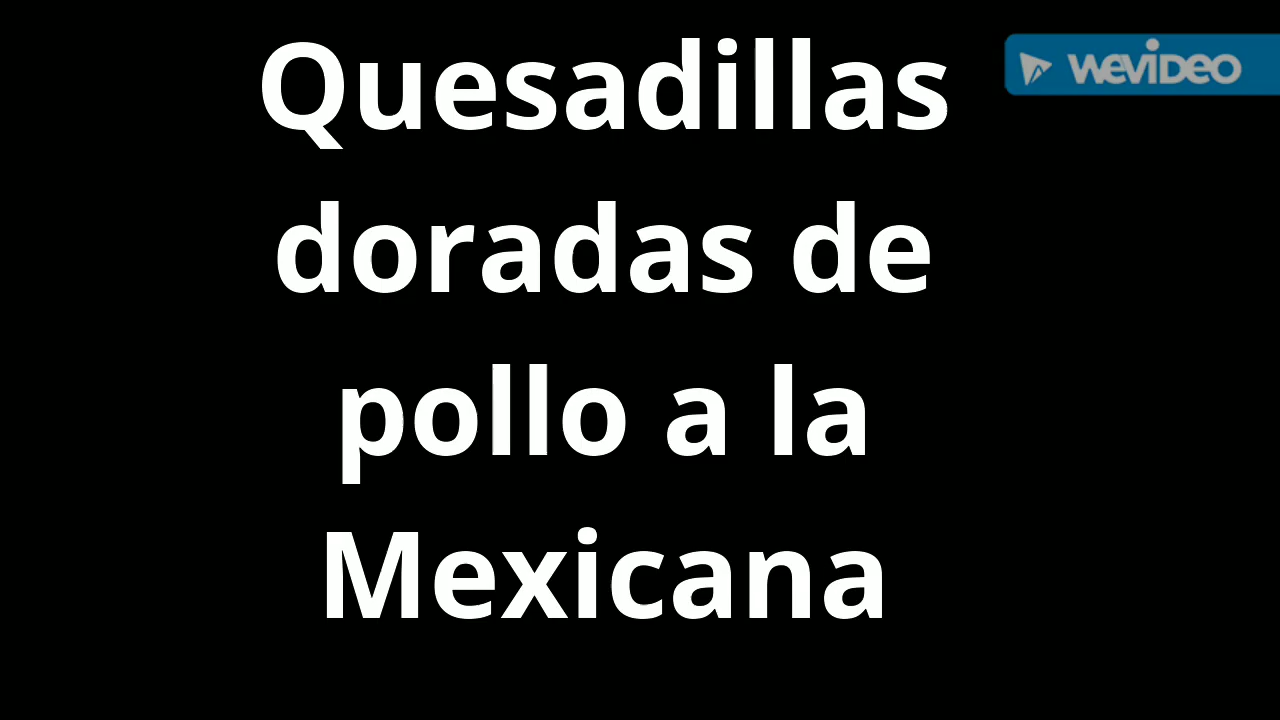 Quesadillas
WeVideo
doradas de
pollo a la
Mexicana